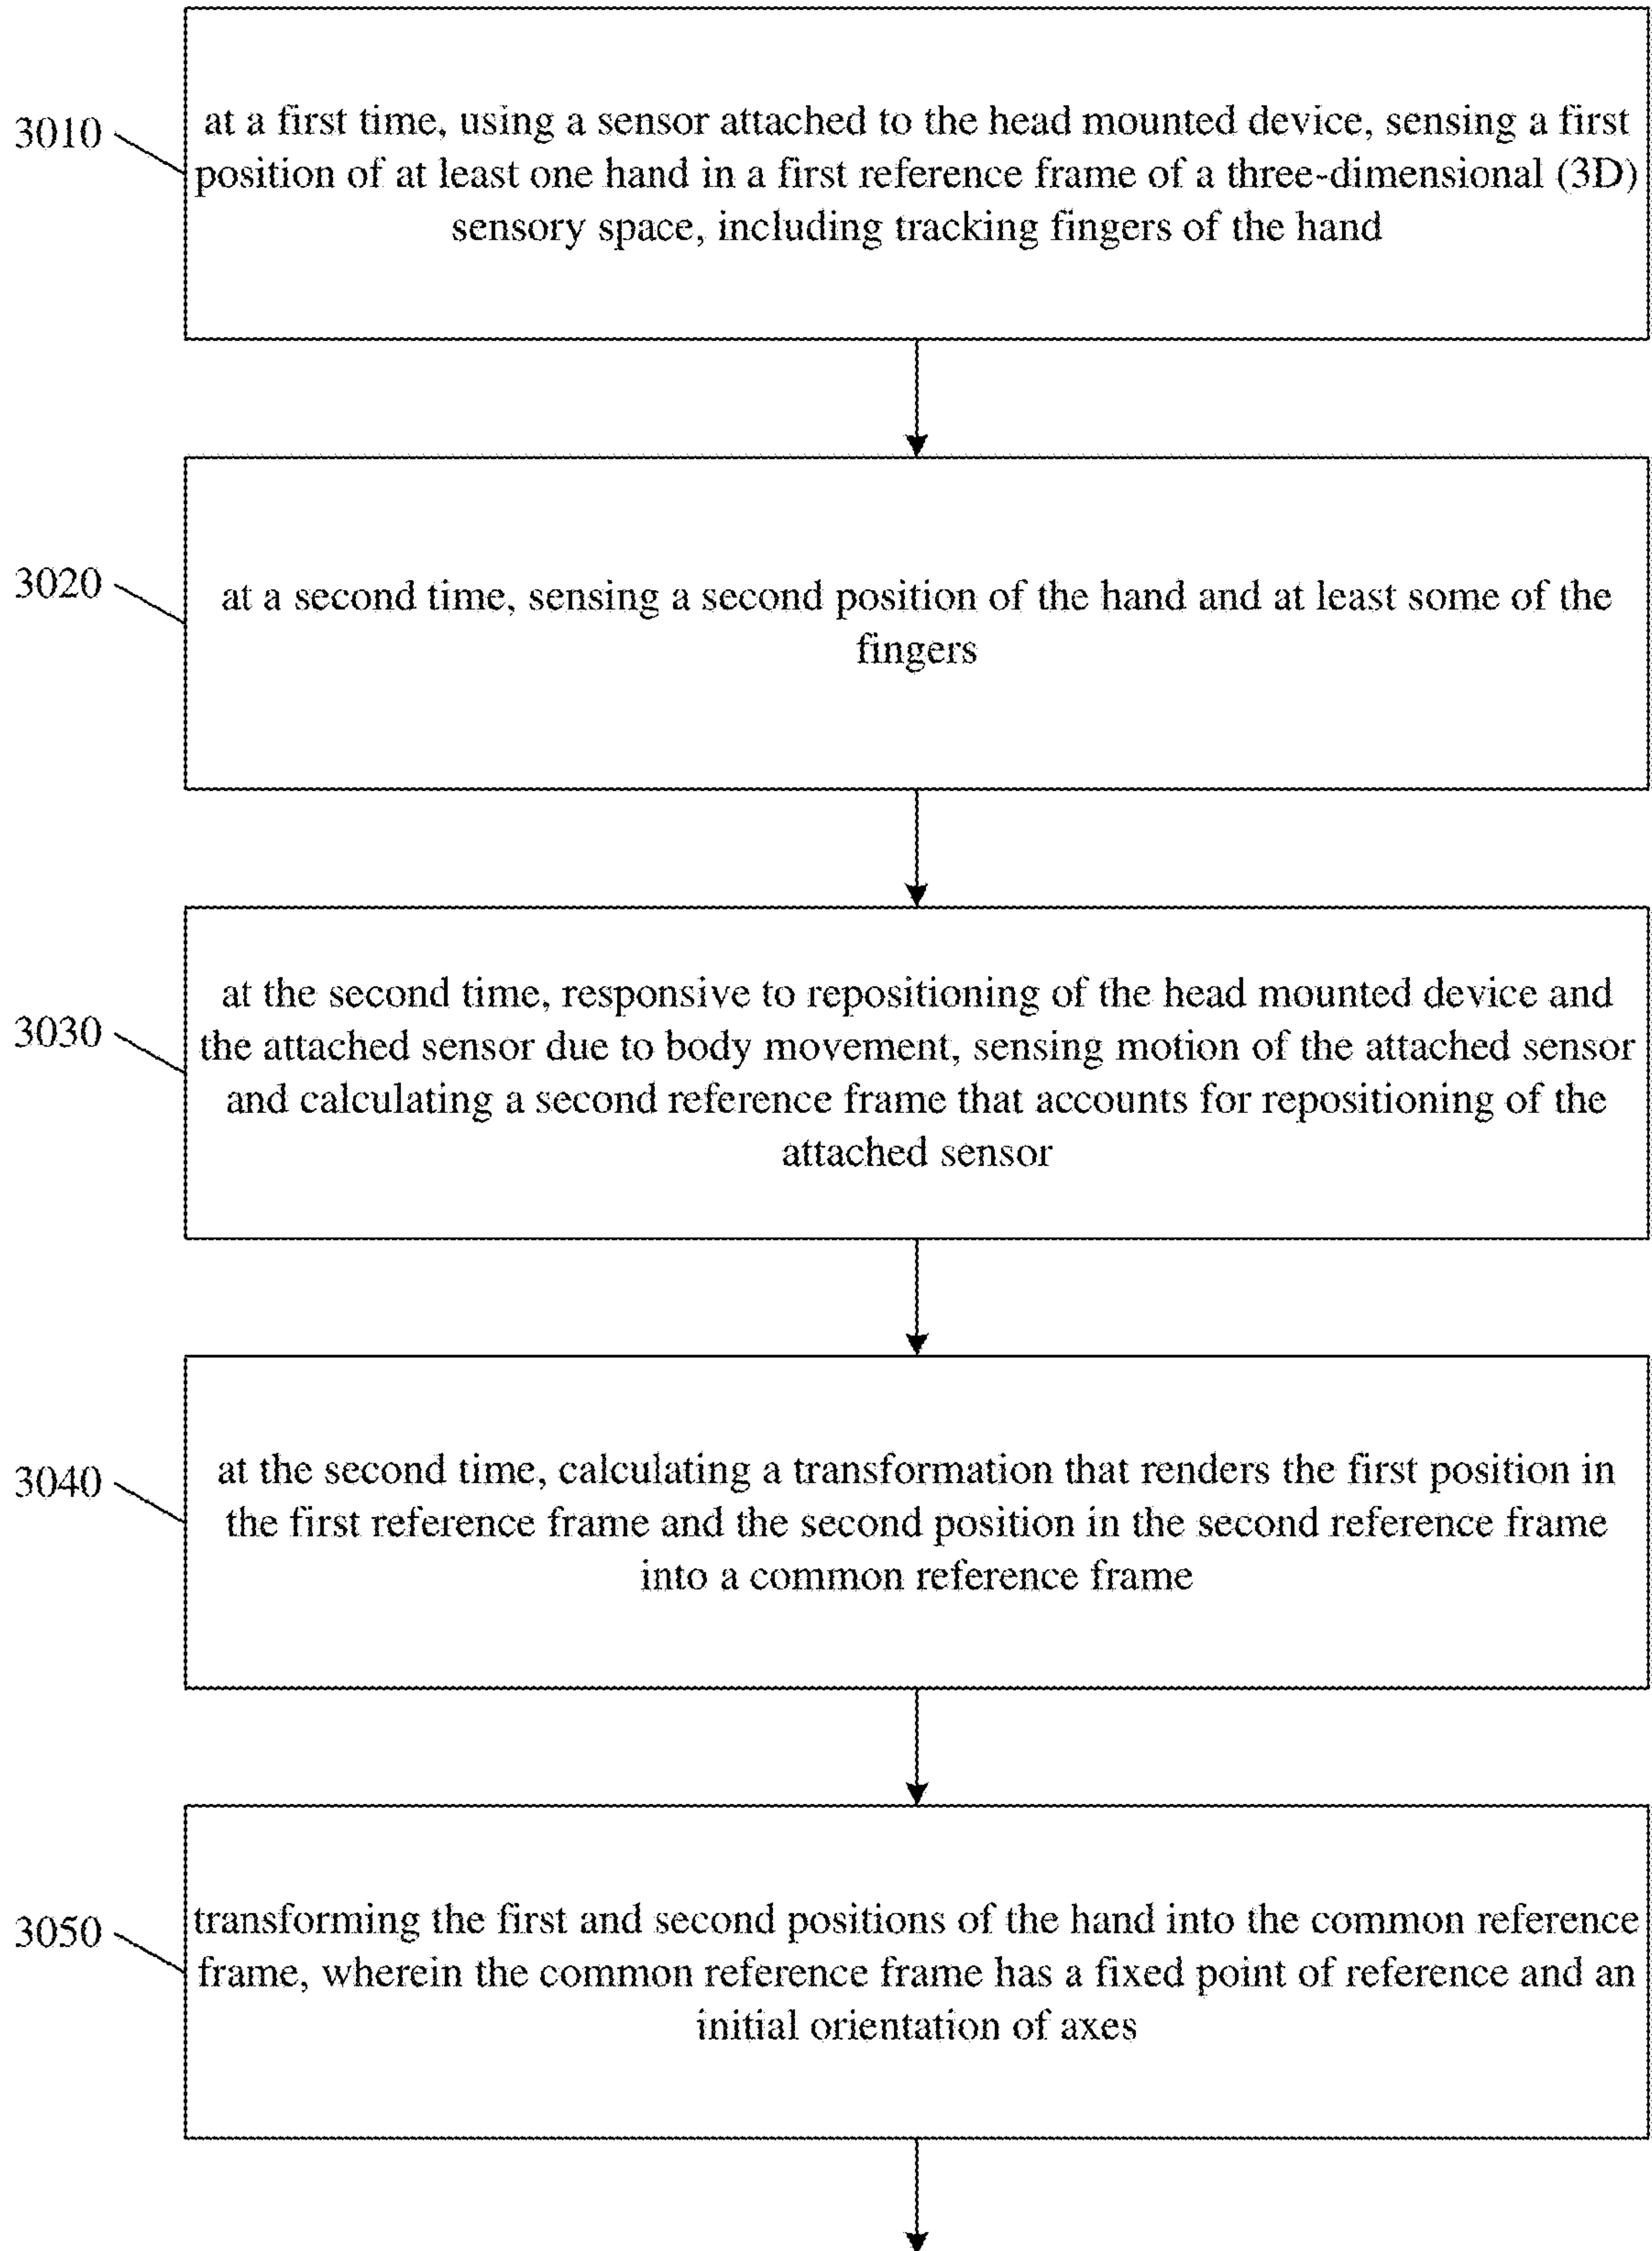 3010
at a first time, using a sensor attached to the head mounted device, sensing a first
position of at least one hand in a first reference frame of a three-dimensional (3D)
sensory space, including tracking fingers of the hand
3020
at a second time, sensing a second position of the hand and at least some of the
fingers
3030
at the second time, responsive to repositioning of the head mounted device and
the attached sensor due to body movement, sensing motion of the attached sensor
and calculating a second reference frame that accounts for repositioning of the
attached sensor
3040
at the second time, calculating a transformation that renders the first position in
the first reference frame and the second position in the second reference frame
into a common reference frame
3050
transforming the first and second positions of the hand into the common reference
frame, wherein the common reference frame has a fixed point of reference and an
initial orientation of axes